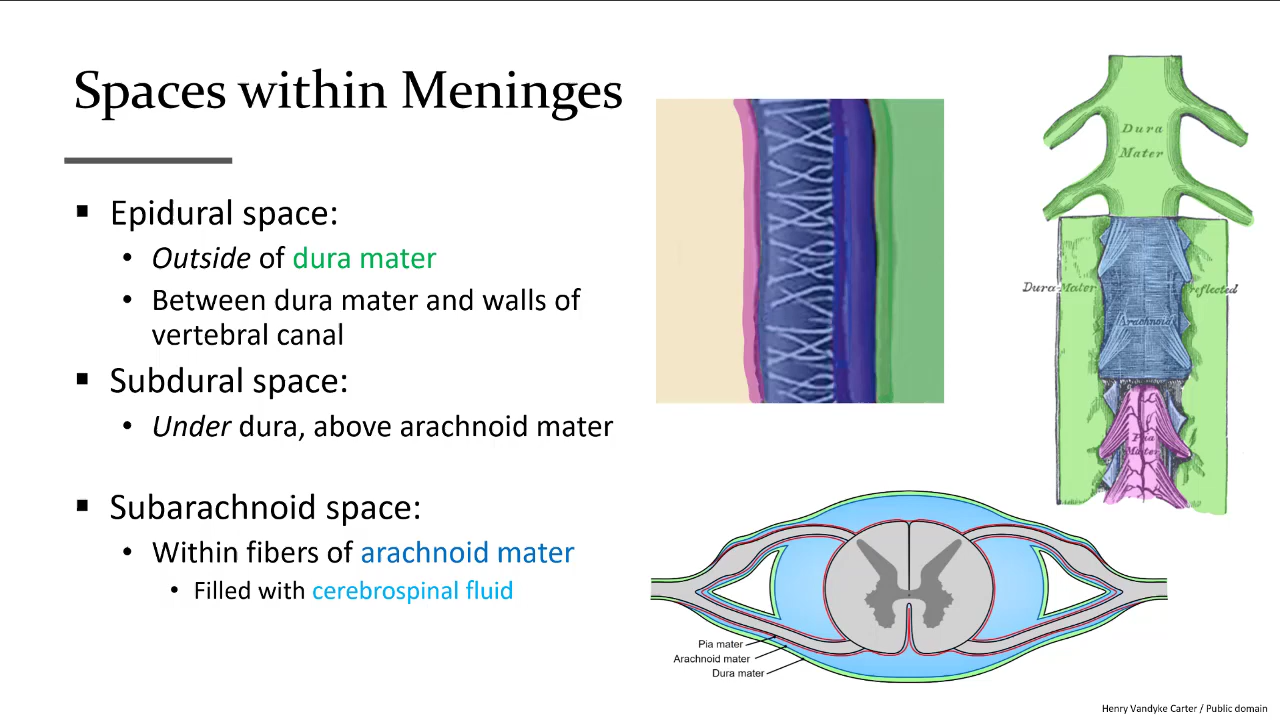 Spaces within Meninges
▪ Epidural space:
• Outside of dura mater
• Between dura mater and walls of
vertebral canal
▪ Subdural space:
• Under dura, above arachnoid mater
▪ Subarachnoid space:
• Within fibers of arachnoid mater
• Filled with cerebrospinal fluid
Dura
Mater
Dura-Mater
reflected
Arachnoid
Pia
Mater
Pia mater
Arachnoid mater
Dura mater
Henry Vandyke Carter / Public domain